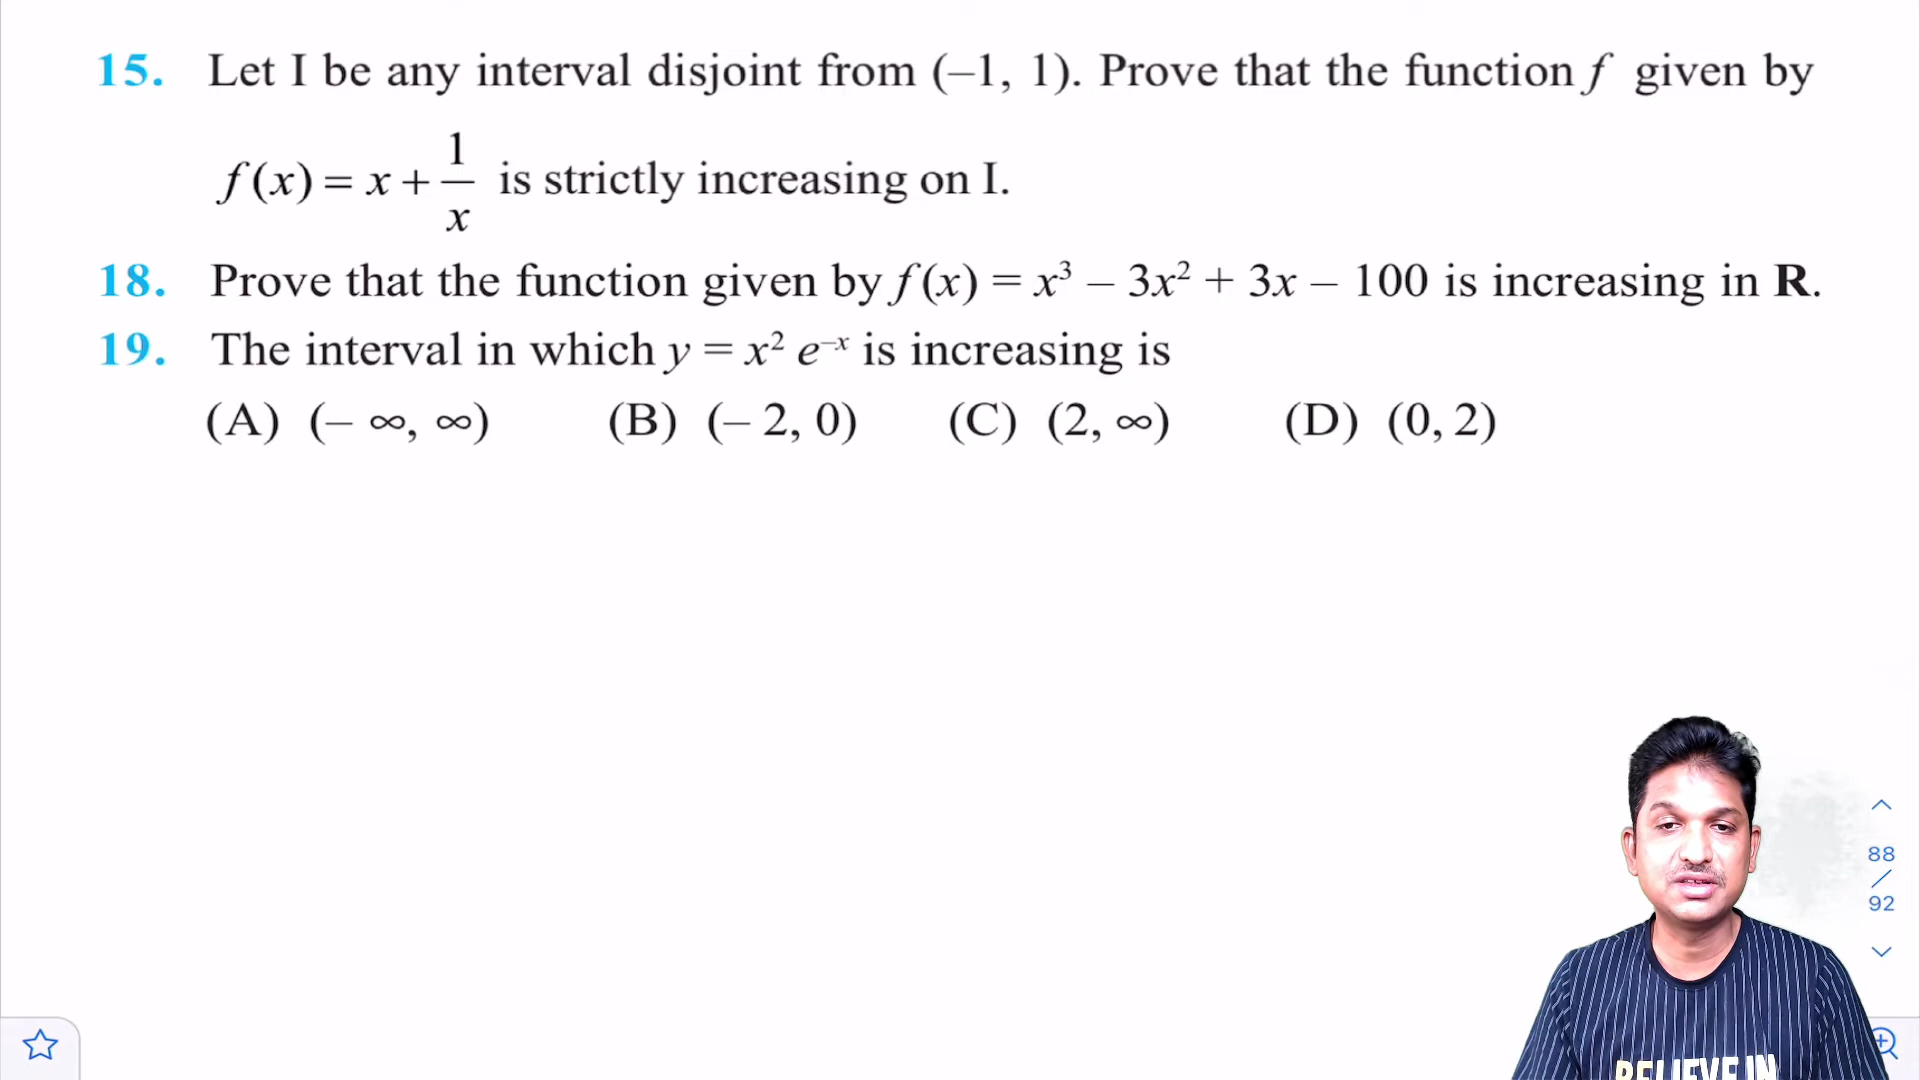 15. Let I be any interval disjoint from (–1, 1). Prove that the function f given by
f(x) = x + 1/x is strictly increasing on I.
18. Prove that the function given by f(x) = x³ – 3x² + 3x – 100 is increasing in R.
19. The interval in which y = x² e⁻ˣ is increasing is
(A) (– ∞, ∞) (B) (– 2, 0) (C) (2, ∞) (D) (0, 2)
88
/
92
BELIEVE IN